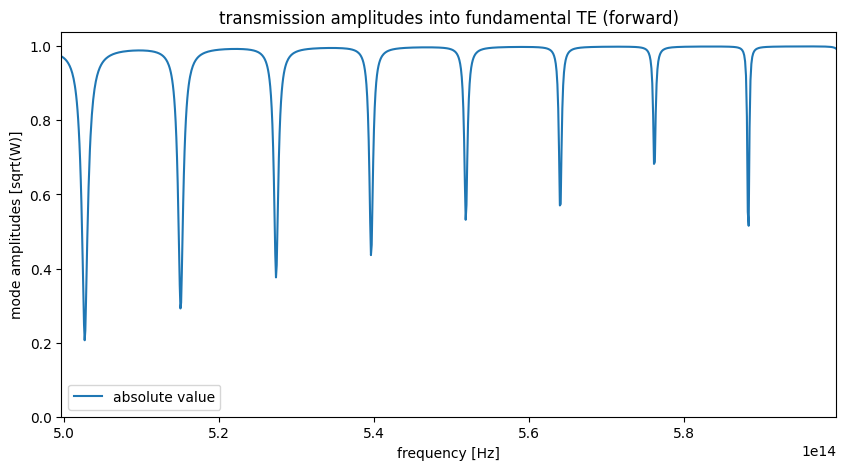 transmission amplitudes into fundamental TE (forward)
mode amplitudes [sqrt(W)]
1.0
0.8
0.6
0.4
0.2
0.0
absolute value
5.0 5.2 5.4 5.6 5.8
1e14
frequency [Hz]